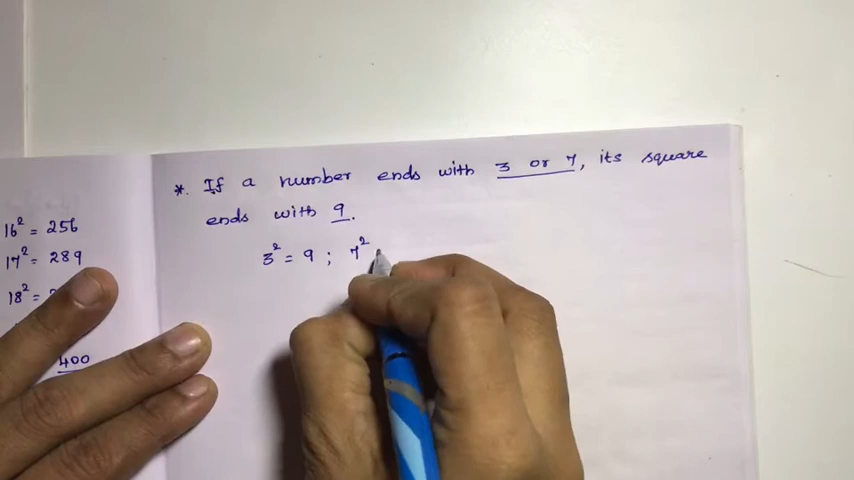 16² = 256
17² = 289
18² =
400
*. If a number ends with 3 or 7, its square
ends with 9.
3² = 9 ; 7²